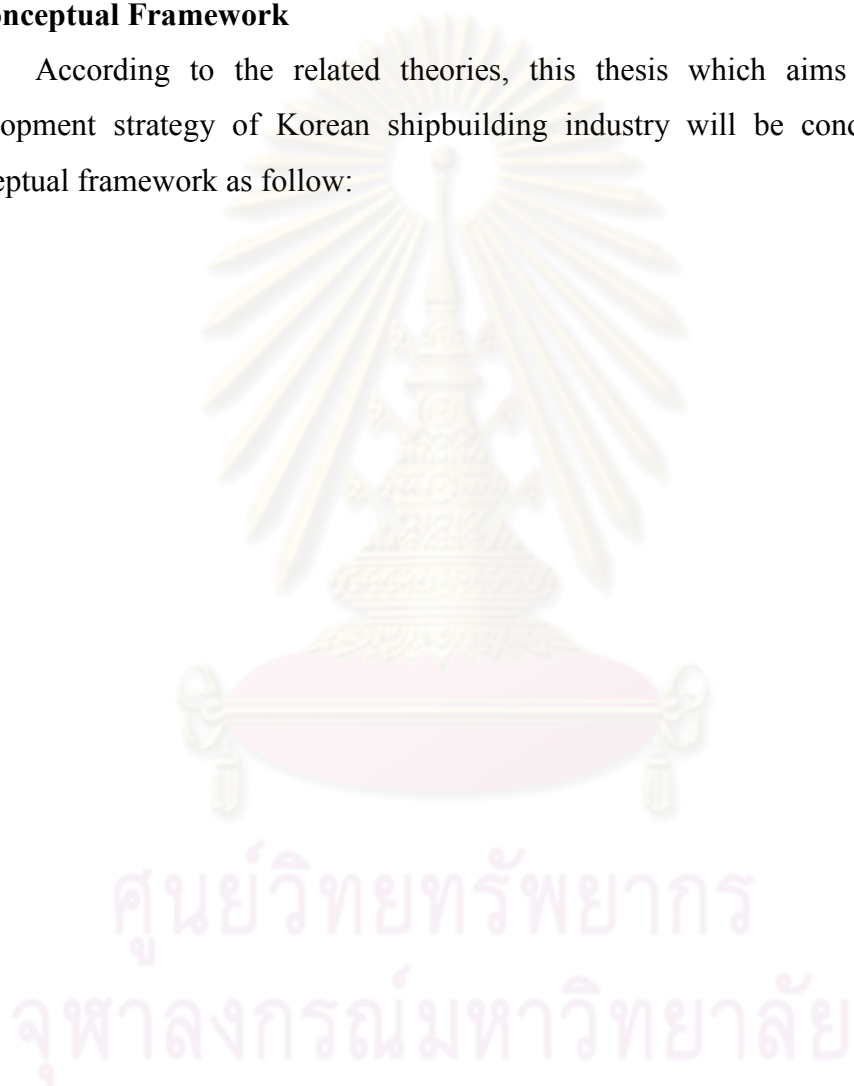 onceptual Framework
According to the related theories, this thesis which aims
lopment strategy of Korean shipbuilding industry will be cond
eptual framework as follow:
ศูนย์วิทยทรัพยากร
จุฬาลงกรณ์มหาวิทยาลัย